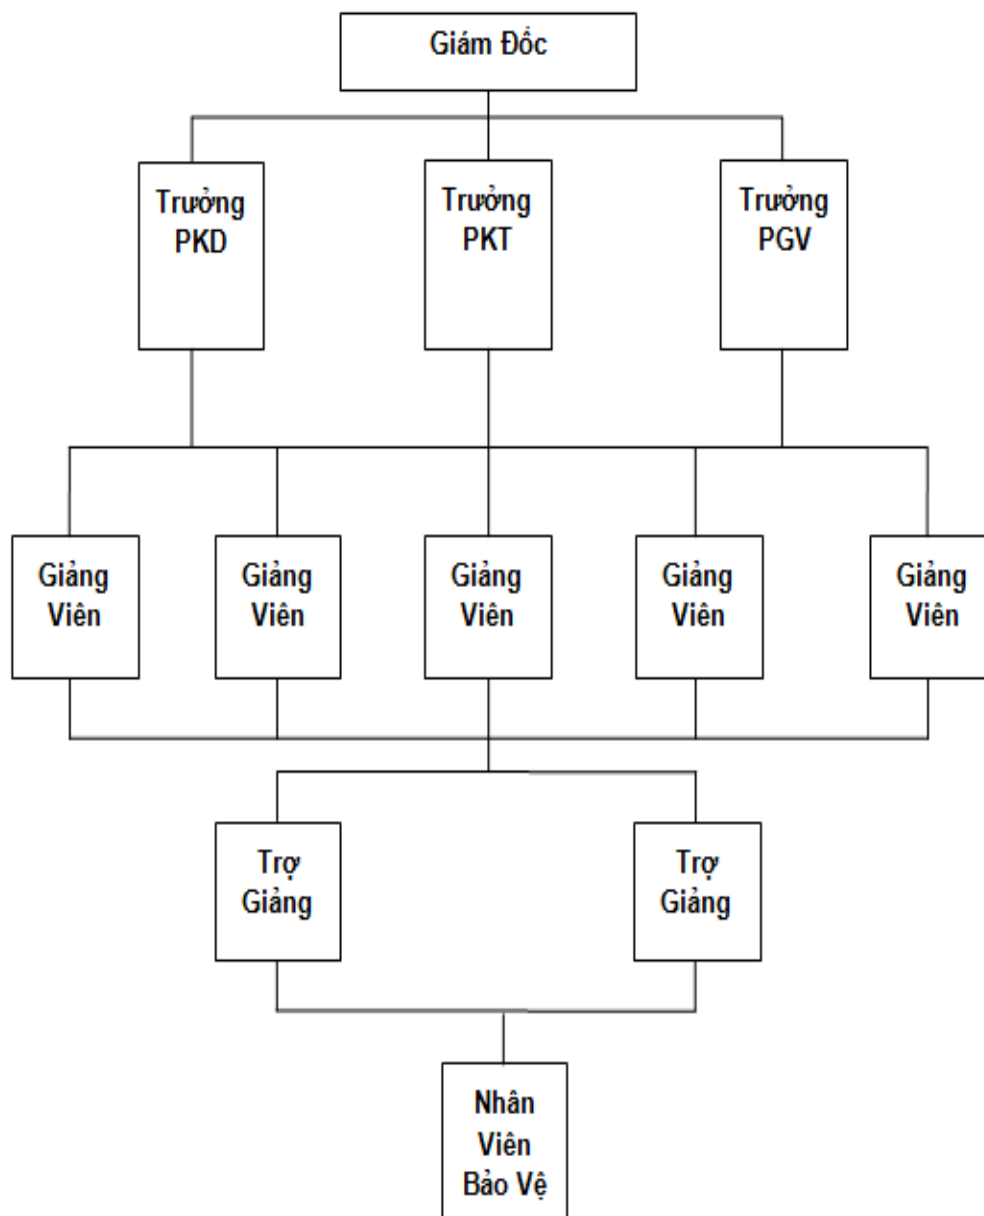 Giám Đốc
Trưởng
PKD
Trưởng
PKT
Trưởng
PGV
Giảng
Viên
Giảng
Viên
Giảng
Viên
Giảng
Viên
Giảng
Viên
Trợ
Giảng
Trợ
Giảng
Nhân
Viên
Bảo Vệ